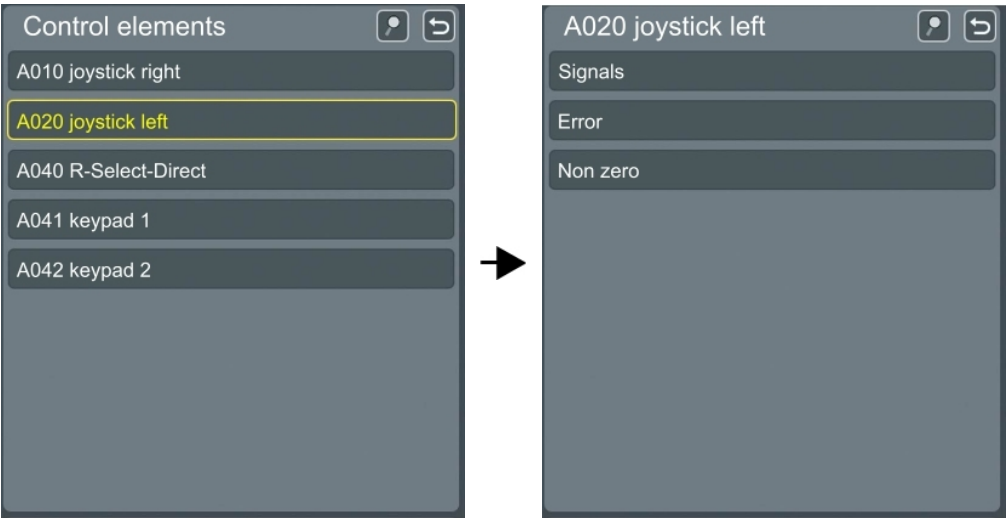 Control elements
A010 joystick right
A020 joystick left
A040 R-Select-Direct
A041 keypad 1
A042 keypad 2
A020 joystick left
Signals
Error
Non zero